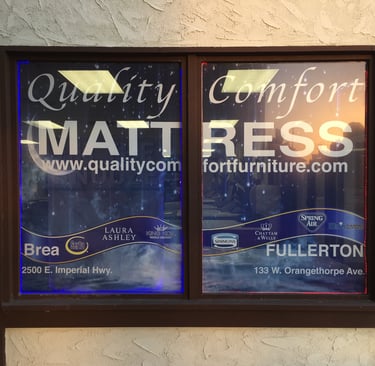 Quality Comfort
MATTRESS
www.qualitycomfortfurniture.com
LAURA ASHLEY
CHATTAM & WELLS
SPRING AIR
SIMMONS
Brea
FULLERTON
2500 E. Imperial Hwy.
133 W. Orangethorpe Ave.